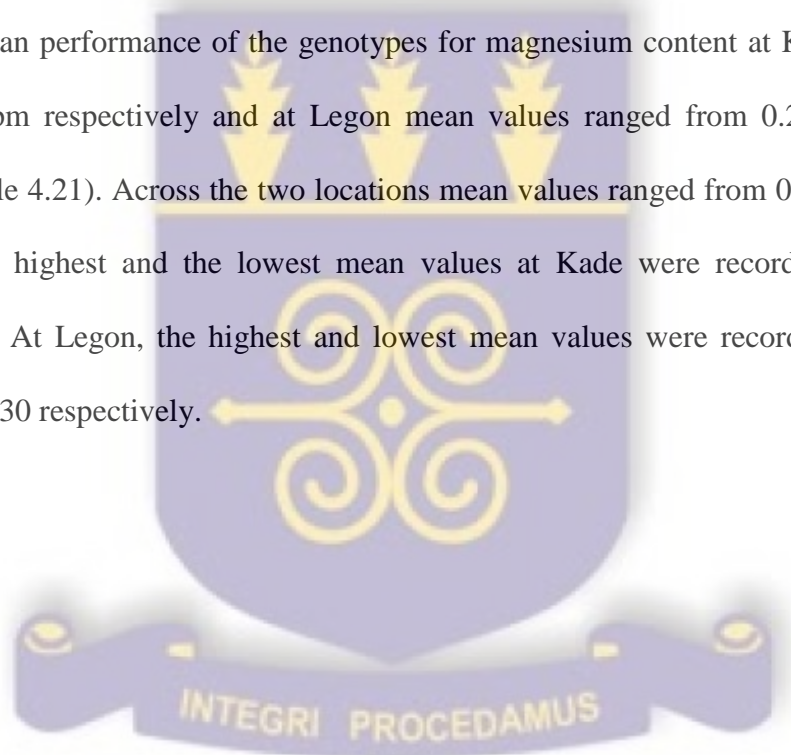 an performance of the genotypes for magnesium content at K
om respectively and at Legon mean values ranged from 0.2
le 4.21). Across the two locations mean values ranged from 0
highest and the lowest mean values at Kade were record
At Legon, the highest and lowest mean values were record
30 respectively.
INTEGRI PROCEDAMUS